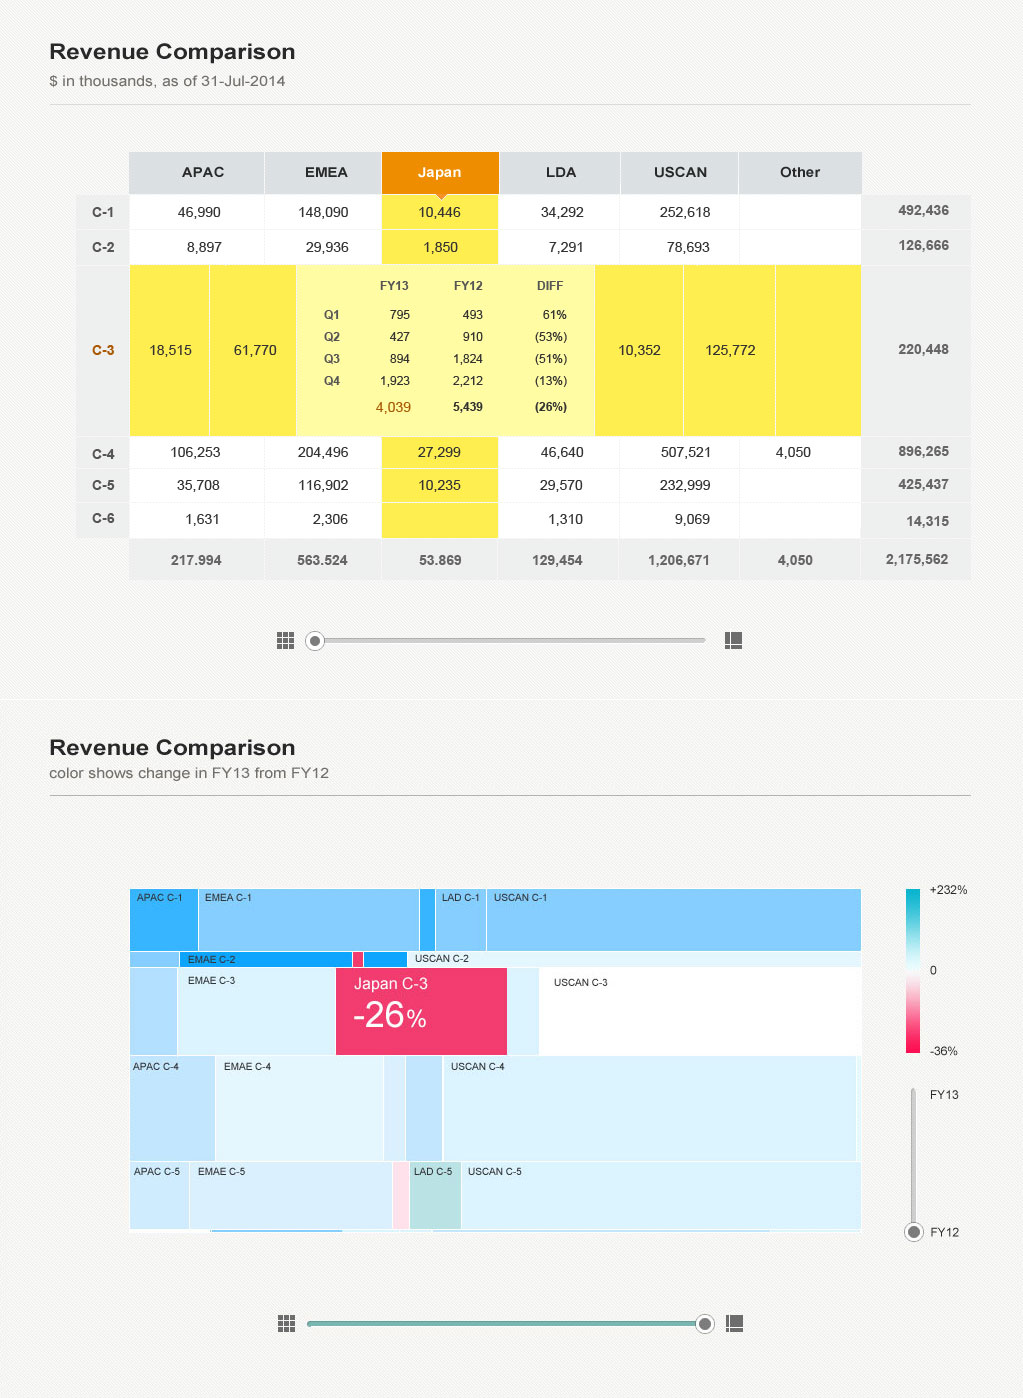 Revenue Comparison
$ in thousands, as of 31-Jul-2014
APAC EMEA Japan LDA USCAN Other
C-1 46,990 148,090 10,446 34,292 252,618 492,436
C-2 8,897 29,936 1,850 7,291 78,693 126,666
FY13 FY12 DIFF
Q1 795 493 61%
Q2 427 910 (53%)
C-3 18,515 61,770 10,352 125,772 220,448
Q3 894 1,824 (51%)
Q4 1,923 2,212 (13%)
4,039 5,439 (26%)
C-4 106,253 204,496 27,299 46,640 507,521 4,050 896,265
C-5 35,708 116,902 10,235 29,570 232,999 425,437
C-6 1,631 2,306 1,310 9,069 14,315
217.994 563.524 53.869 129,454 1,206,671 4,050 2,175,562
Revenue Comparison
color shows change in FY13 from FY12
APAC C-1 EMEA C-1 LAD C-1 USCAN C-1
EMAE C-2 USCAN C-2
EMAE C-3 Japan C-3 USCAN C-3
-26%
APAC C-4 EMAE C-4 USCAN C-4
APAC C-5 EMAE C-5 LAD C-5 USCAN C-5
+232%
0
-36%
FY13
FY12